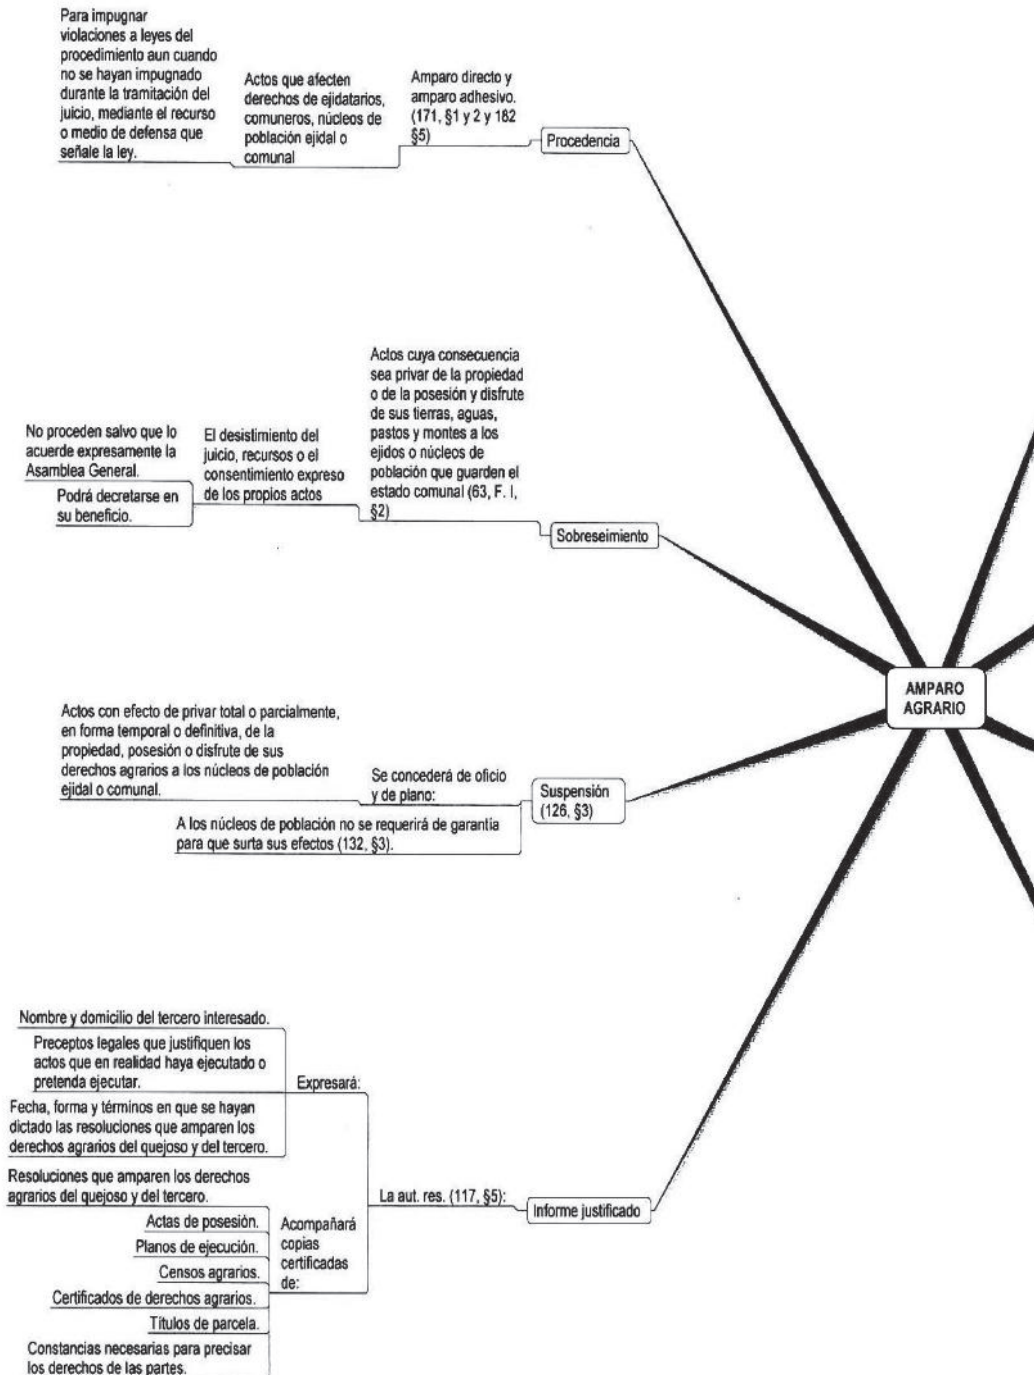 Para impugnar
violaciones a leyes del
procedimiento aun cuando
no se hayan impugnado
durante la tramitación del
juicio, mediante el recurso
o medio de defensa que
señale la ley.
Actos que afecten
derechos de ejidatarios,
comuneros, núcleos de
población ejidal o
comunal
Amparo directo y
amparo adhesivo.
(171, §1 y 2 y 182
§5)
Procedencia
No proceden salvo que lo
acuerde expresamente la
Asamblea General.
Podrá decretarse en
su beneficio.
El desistimiento del
juicio, recursos o el
consentimiento expreso
de los propios actos
Actos cuya consecuencia
sea privar de la propiedad
o de la posesión y disfrute
de sus tierras, aguas,
pastos y montes a los
ejidos o núcleos de
población que guarden el
estado comunal (63, F. I,
§2)
Sobreseimiento
AMPARO
AGRARIO
Actos con efecto de privar total o parcialmente,
en forma temporal o definitiva, de la
propiedad, posesión o disfrute de sus
derechos agrarios a los núcleos de población
ejidal o comunal.
Se concederá de oficio
y de plano:
A los núcleos de población no se requerirá de garantía
para que surta sus efectos (132, §3).
Suspensión
(126, §3)
Nombre y domicilio del tercero interesado.
Preceptos legales que justifiquen los
actos que en realidad haya ejecutado o
pretenda ejecutar.
Fecha, forma y términos en que se hayan
dictado las resoluciones que amparen los
derechos agrarios del quejoso y del tercero.
Expresará:
Resoluciones que amparen los derechos
agrarios del quejoso y del tercero.
Actas de posesión.
Planos de ejecución.
Censos agrarios.
Certificados de derechos agrarios.
Títulos de parcela.
Constancias necesarias para precisar
los derechos de las partes.
Acompañará
copias
certificadas
de:
La aut. res. (117, §5):
Informe justificado